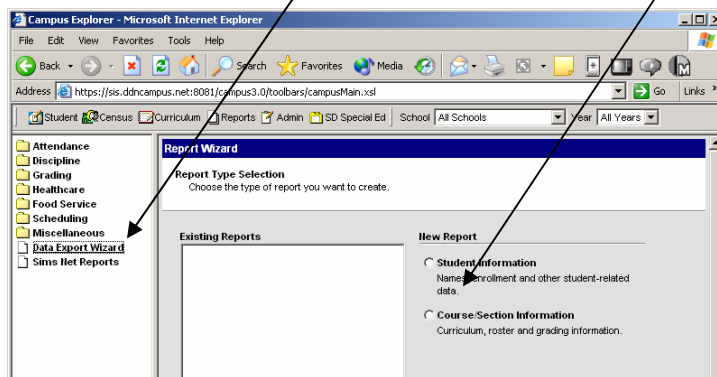 Campus Explorer - Microsoft Internet Explorer
File Edit View Favorites Tools Help
Back Search Favorites Media
Address https://sis.ddncampus.net:8081/campus3.0/toolbars/campusMain.xsl Go Links »
Student Census Curriculum Reports Admin SD Special Ed School All Schools Year All Years
Attendance
Discipline
Grading
Healthcare
Food Service
Scheduling
Miscellaneous
Data Export Wizard
Sims Net Reports
Report Wizard
Report Type Selection
Choose the type of report you want to create.
Existing Reports
New Report
Student Information
Name, enrollment and other student-related
data.
Course/Section Information
Curriculum, roster and grading information.